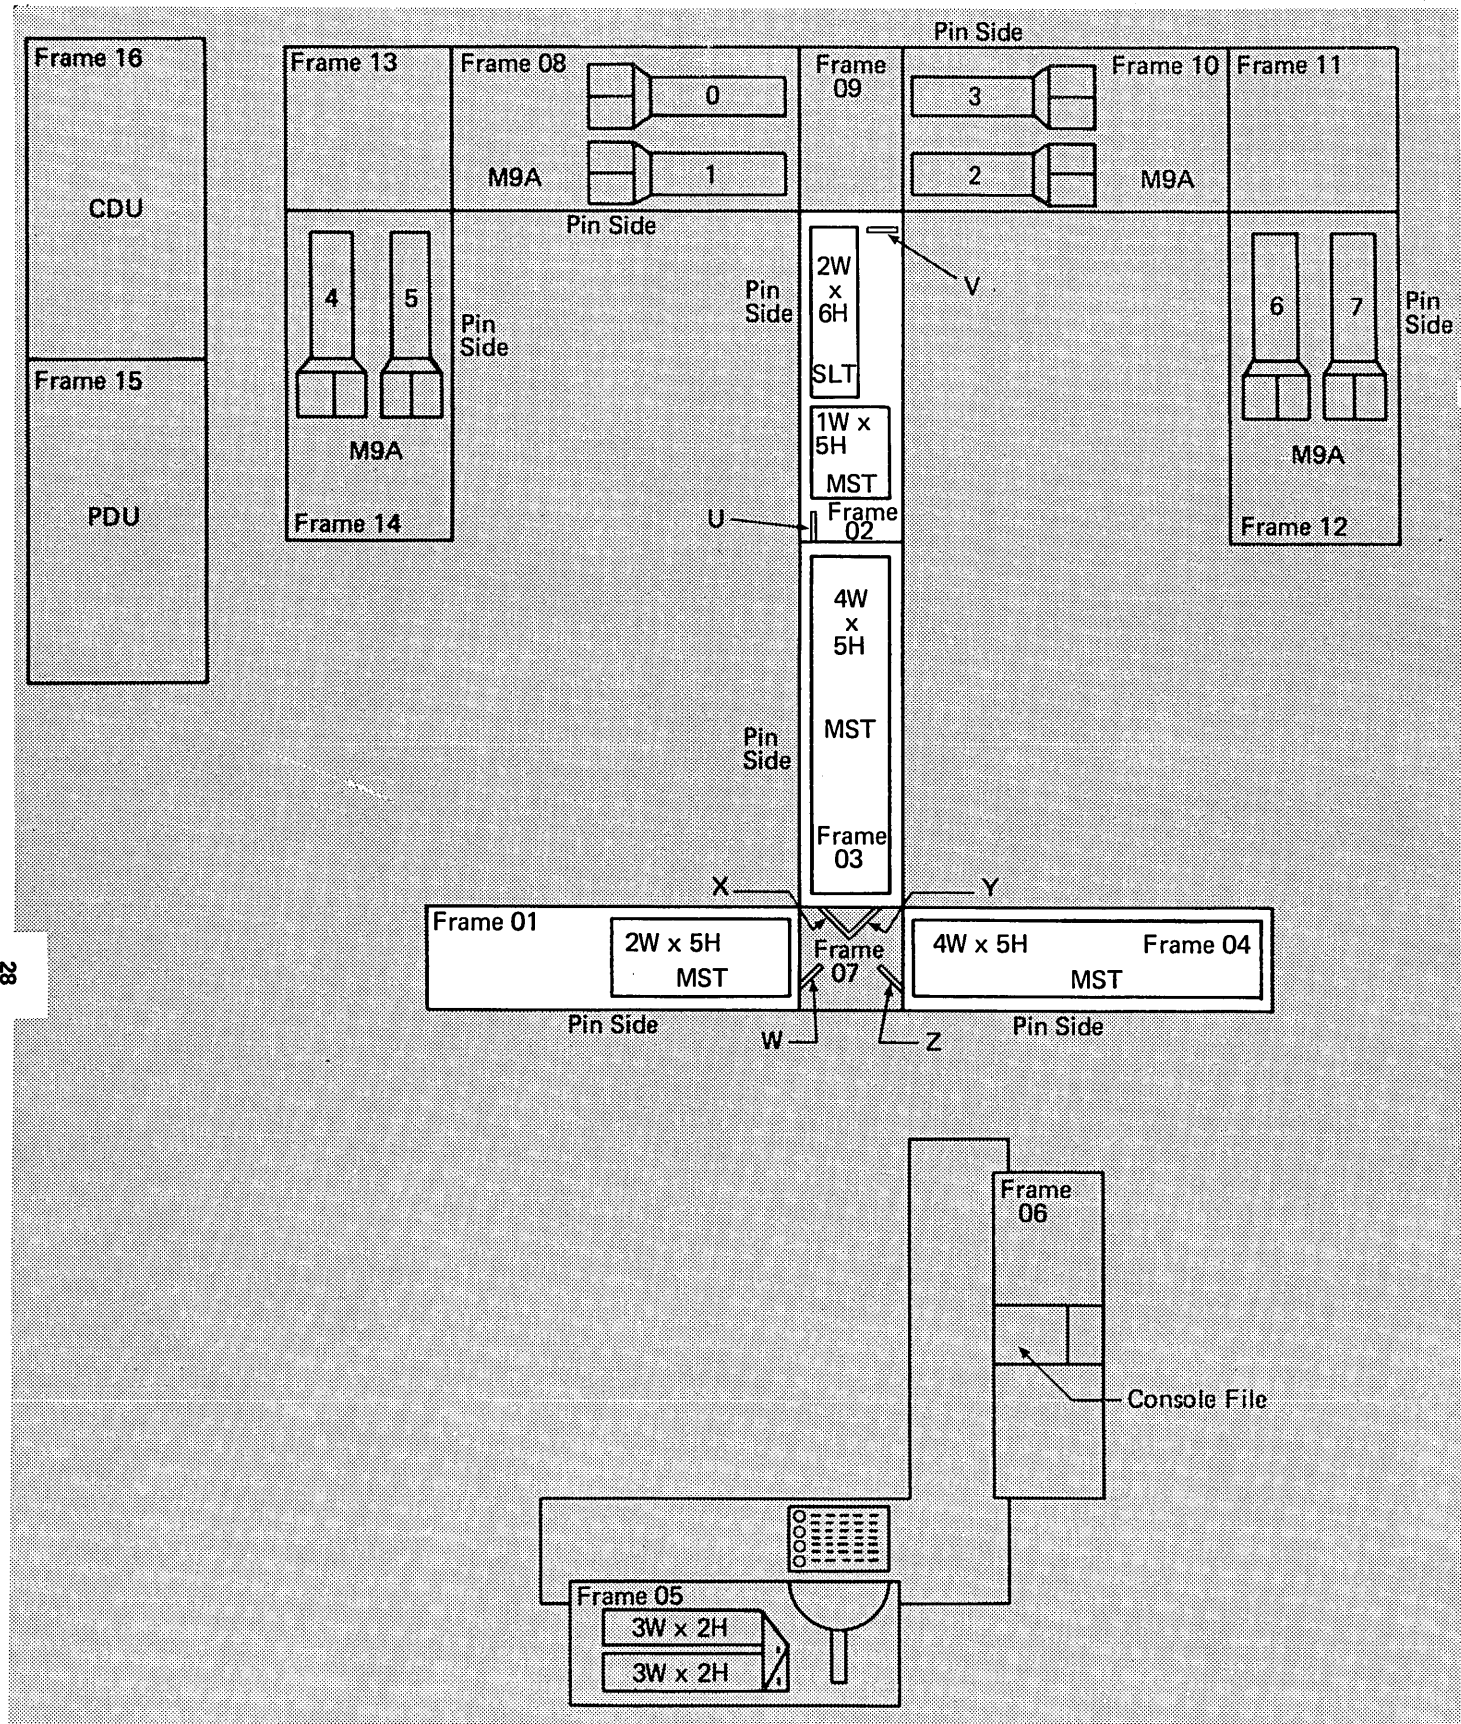 Pin Side
Frame 16
CDU
Frame 15
PDU
Frame 13
Frame 08
0
1
M9A
Pin Side
Frame
09
Frame 10
3
2
M9A
Frame 11
4
5
Pin
Side
M9A
Frame 14
2W
x
6H
SLT
Pin
Side
V
1W x
5H
MST
Frame
02
U
6
7
Pin
Side
M9A
Frame 12
4W
x
5H
MST
Pin
Side
Frame
03
X
Y
Frame 01
2W x 5H
MST
Pin Side
Frame
07
W
Z
4W x 5H
Frame 04
MST
Pin Side
28
Frame
06
Console File
Frame 05
3W x 2H
3W x 2H